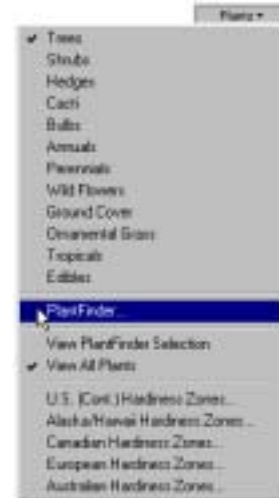 Plants
Trees
Shrubs
Hedges
Cacti
Bulbs
Annuals
Perennials
Wild Flowers
Ground Cover
Ornamental Grass
Tropicals
Edibles
PlantFinder...
View PlantFinder Selection
View All Plants
U.S. (Cont.) Hardiness Zones...
Alaska/Hawaii Hardiness Zones...
Canadian Hardiness Zones...
European Hardiness Zones...
Australian Hardiness Zones...